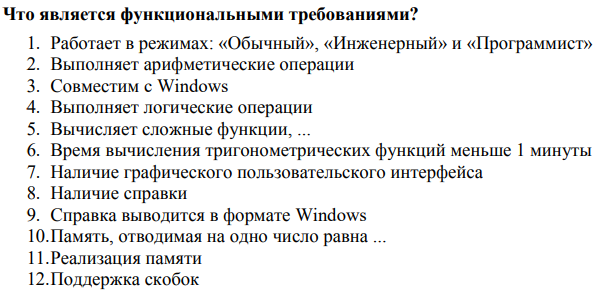 Что является функциональными требованиями?
1. Работает в режимах: «Обычный», «Инженерный» и «Программист»
2. Выполняет арифметические операции
3. Совместим с Windows
4. Выполняет логические операции
5. Вычисляет сложные функции, ...
6. Время вычисления тригонометрических функций меньше 1 минуты
7. Наличие графического пользовательского интерфейса
8. Наличие справки
9. Справка выводится в формате Windows
10.Память, отводимая на одно число равна ...
11.Реализация памяти
12.Поддержка скобок